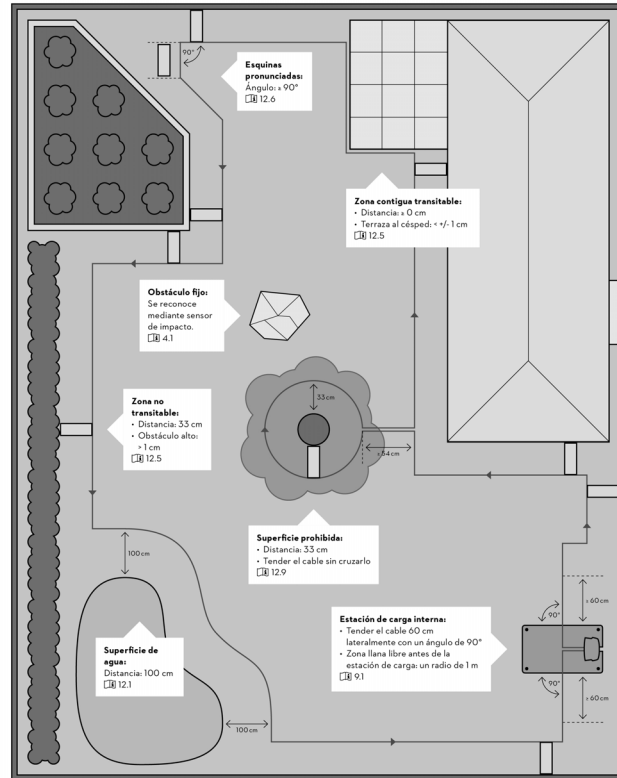 90°
Esquinas
pronunciadas:
Ángulo: ≥ 90°
12.6
Zona contigua transitable:
• Distancia: ≥ 0 cm
• Terraza al césped: < +/- 1 cm
12.5
Obstáculo fijo:
Se reconoce
mediante sensor
de impacto.
4.1
33 cm
Zona no
transitable:
• Distancia: 33 cm
• Obstáculo alto:
> 1 cm
12.5
≥ 54 cm
Superficie prohibida:
• Distancia: 33 cm
• Tender el cable sin cruzarlo
12.9
100 cm
Estación de carga interna:
• Tender el cable 60 cm
lateralmente con un ángulo de 90°
• Zona llana libre antes de la
estación de carga: un radio de 1 m
9.1
≥ 60 cm
90°
90°
≥ 60 cm
Superficie de
agua:
Distancia: 100 cm
12.1
100 cm